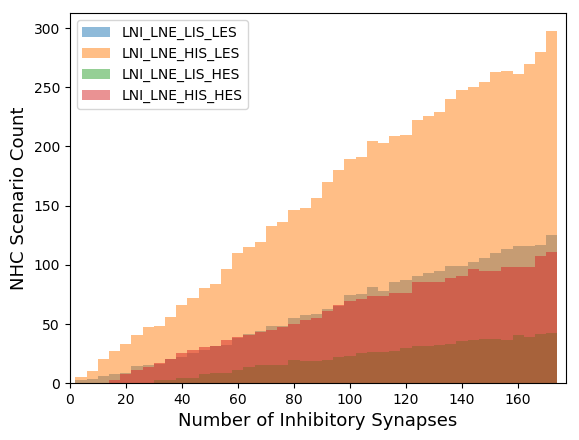 LNI_LNE_LIS_LES
LNI_LNE_HIS_LES
LNI_LNE_LIS_HES
LNI_LNE_HIS_HES
NHC Scenario Count
300
250
200
150
100
50
0
0 20 40 60 80 100 120 140 160
Number of Inhibitory Synapses